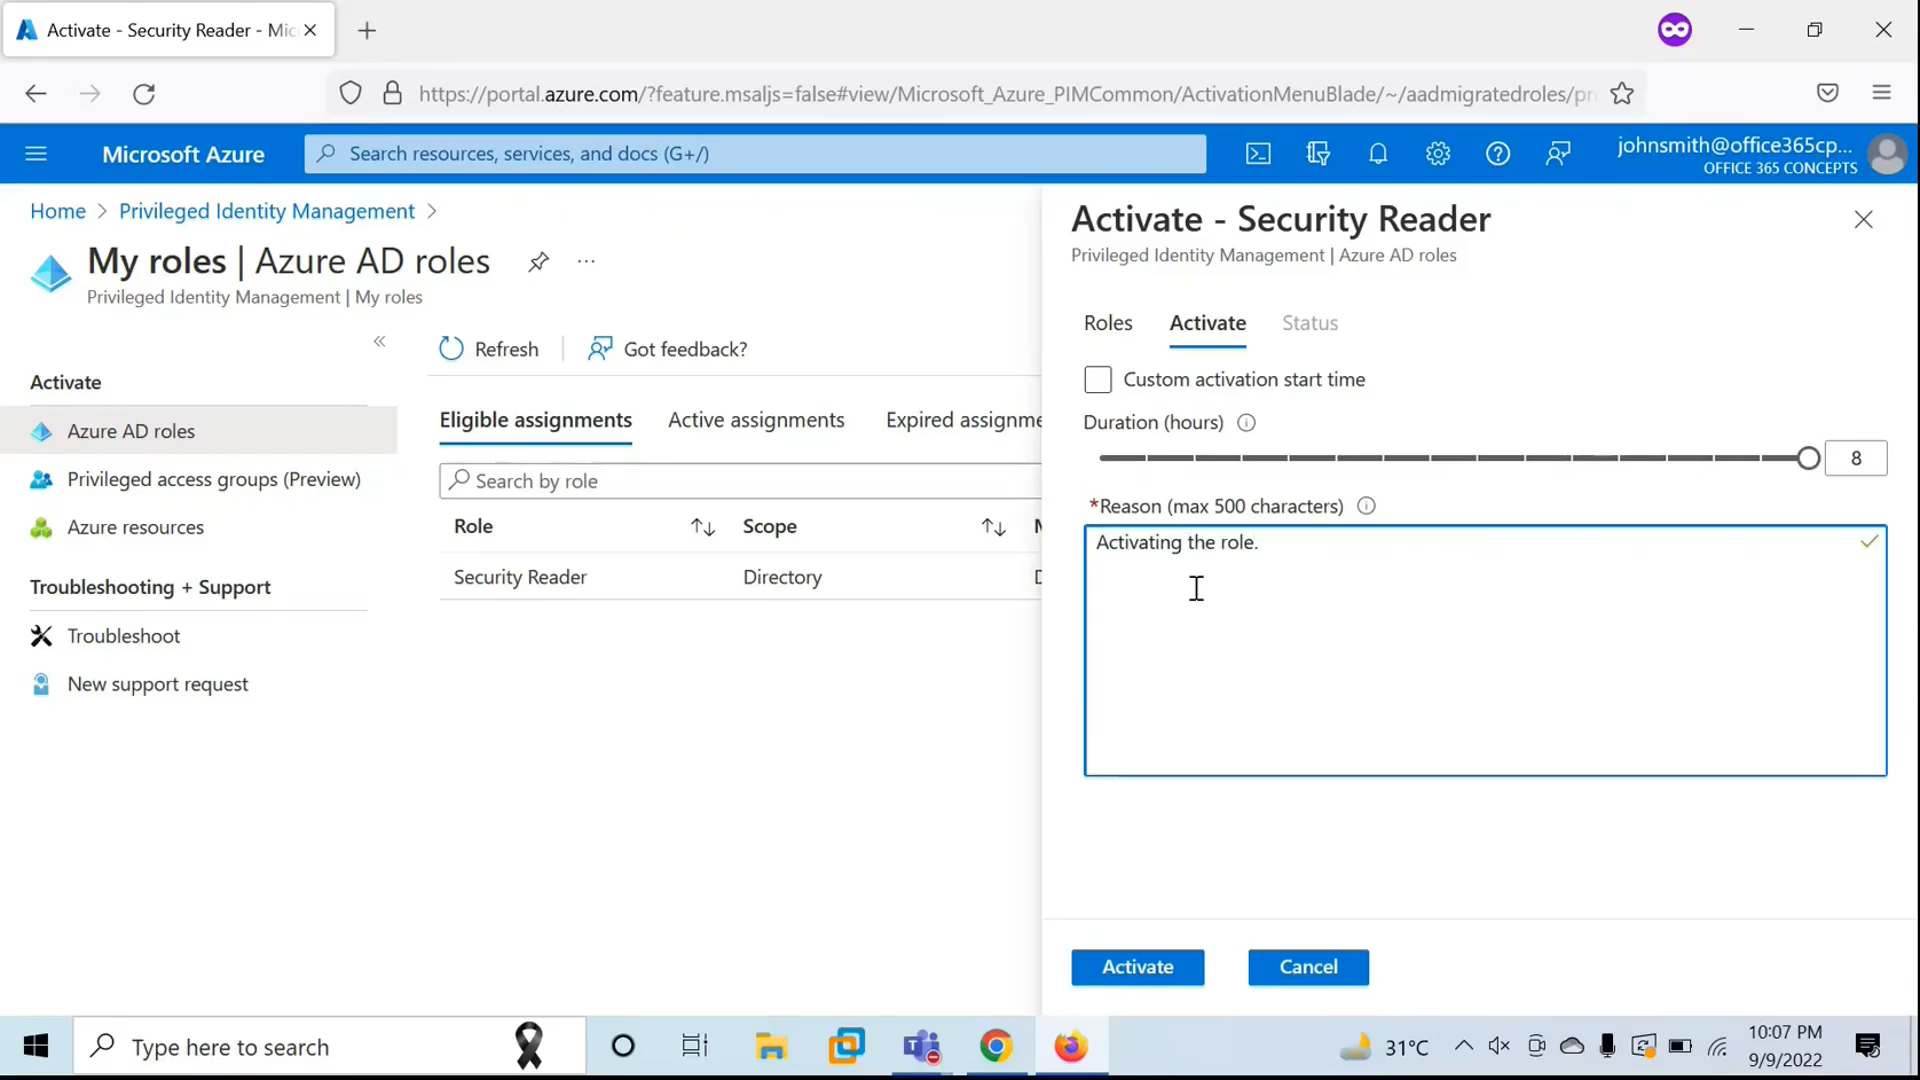 Activate - Security Reader - Mic
https://portal.azure.com/?feature.msaljs=false#view/Microsoft_Azure_PIMCommon/ActivationMenuBlade/~/aadmigratedroles/pr
Microsoft Azure
Search resources, services, and docs (G+/)
johnsmith@office365cp...
OFFICE 365 CONCEPTS
Home > Privileged Identity Management >
My roles | Azure AD roles
Privileged Identity Management | My roles
Activate
Azure AD roles
Privileged access groups (Preview)
Azure resources
Troubleshooting + Support
Troubleshoot
New support request
Refresh
Got feedback?
Eligible assignments
Active assignments
Expired assignme
Search by role
Role
Scope
Security Reader
Directory
Activate - Security Reader
Privileged Identity Management | Azure AD roles
Roles
Activate
Status
Custom activation start time
Duration (hours)
8
*Reason (max 500 characters)
Activating the role.
Activate
Cancel
Type here to search
31°C
10:07 PM
9/9/2022